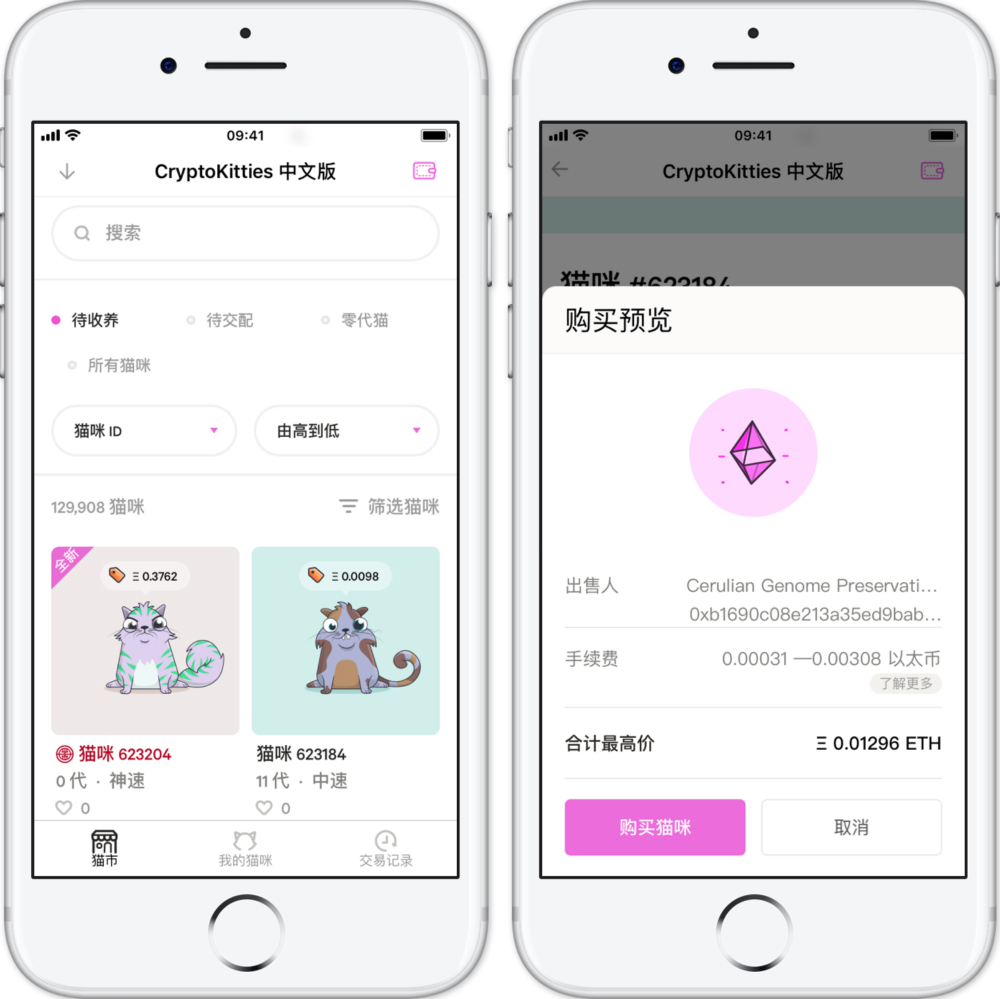 09:41
CryptoKitties 中文版
搜索
待收养
待交配
零代猫
所有猫咪
猫咪 ID
由高到低
129,908 猫咪
筛选猫咪
全新
Ξ 0.3762
Ξ 0.0098
猫咪 623204
猫咪 623184
0 代 · 神速
11 代 · 中速
0
0
猫市
我的猫咪
交易记录
09:41
CryptoKitties 中文版
猫咪 #623184
购买预览
出售人
Cerulian Genome Preservati...
0xb1690c08e213a35ed9bab...
手续费
0.00031 —0.00308 以太币
了解更多
合计最高价
Ξ 0.01296 ETH
购买猫咪
取消